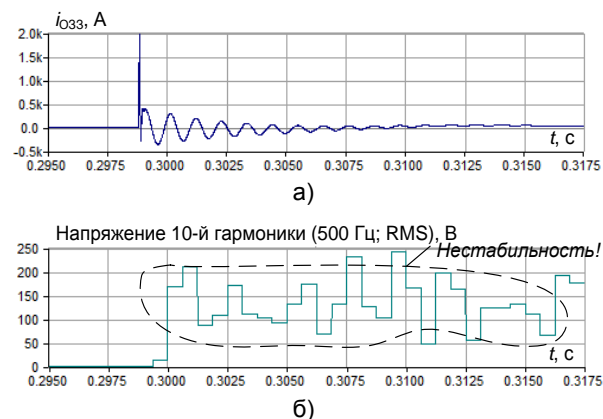 iО33, А
2.0k
1.5k
1.0k
0.5k
0.0
-0.5k
0.2950 0.2975 0.3000 0.3025 0.3050 0.3075 0.3100 0.3125 0.3150 0.3175
t, с
а)
Напряжение 10-й гармоники (500 Гц; RMS), В
Нестабильность!
250
200
150
100
50
0
t, с
0.2950 0.2975 0.3000 0.3025 0.3050 0.3075 0.3100 0.3125 0.3150 0.3175
б)